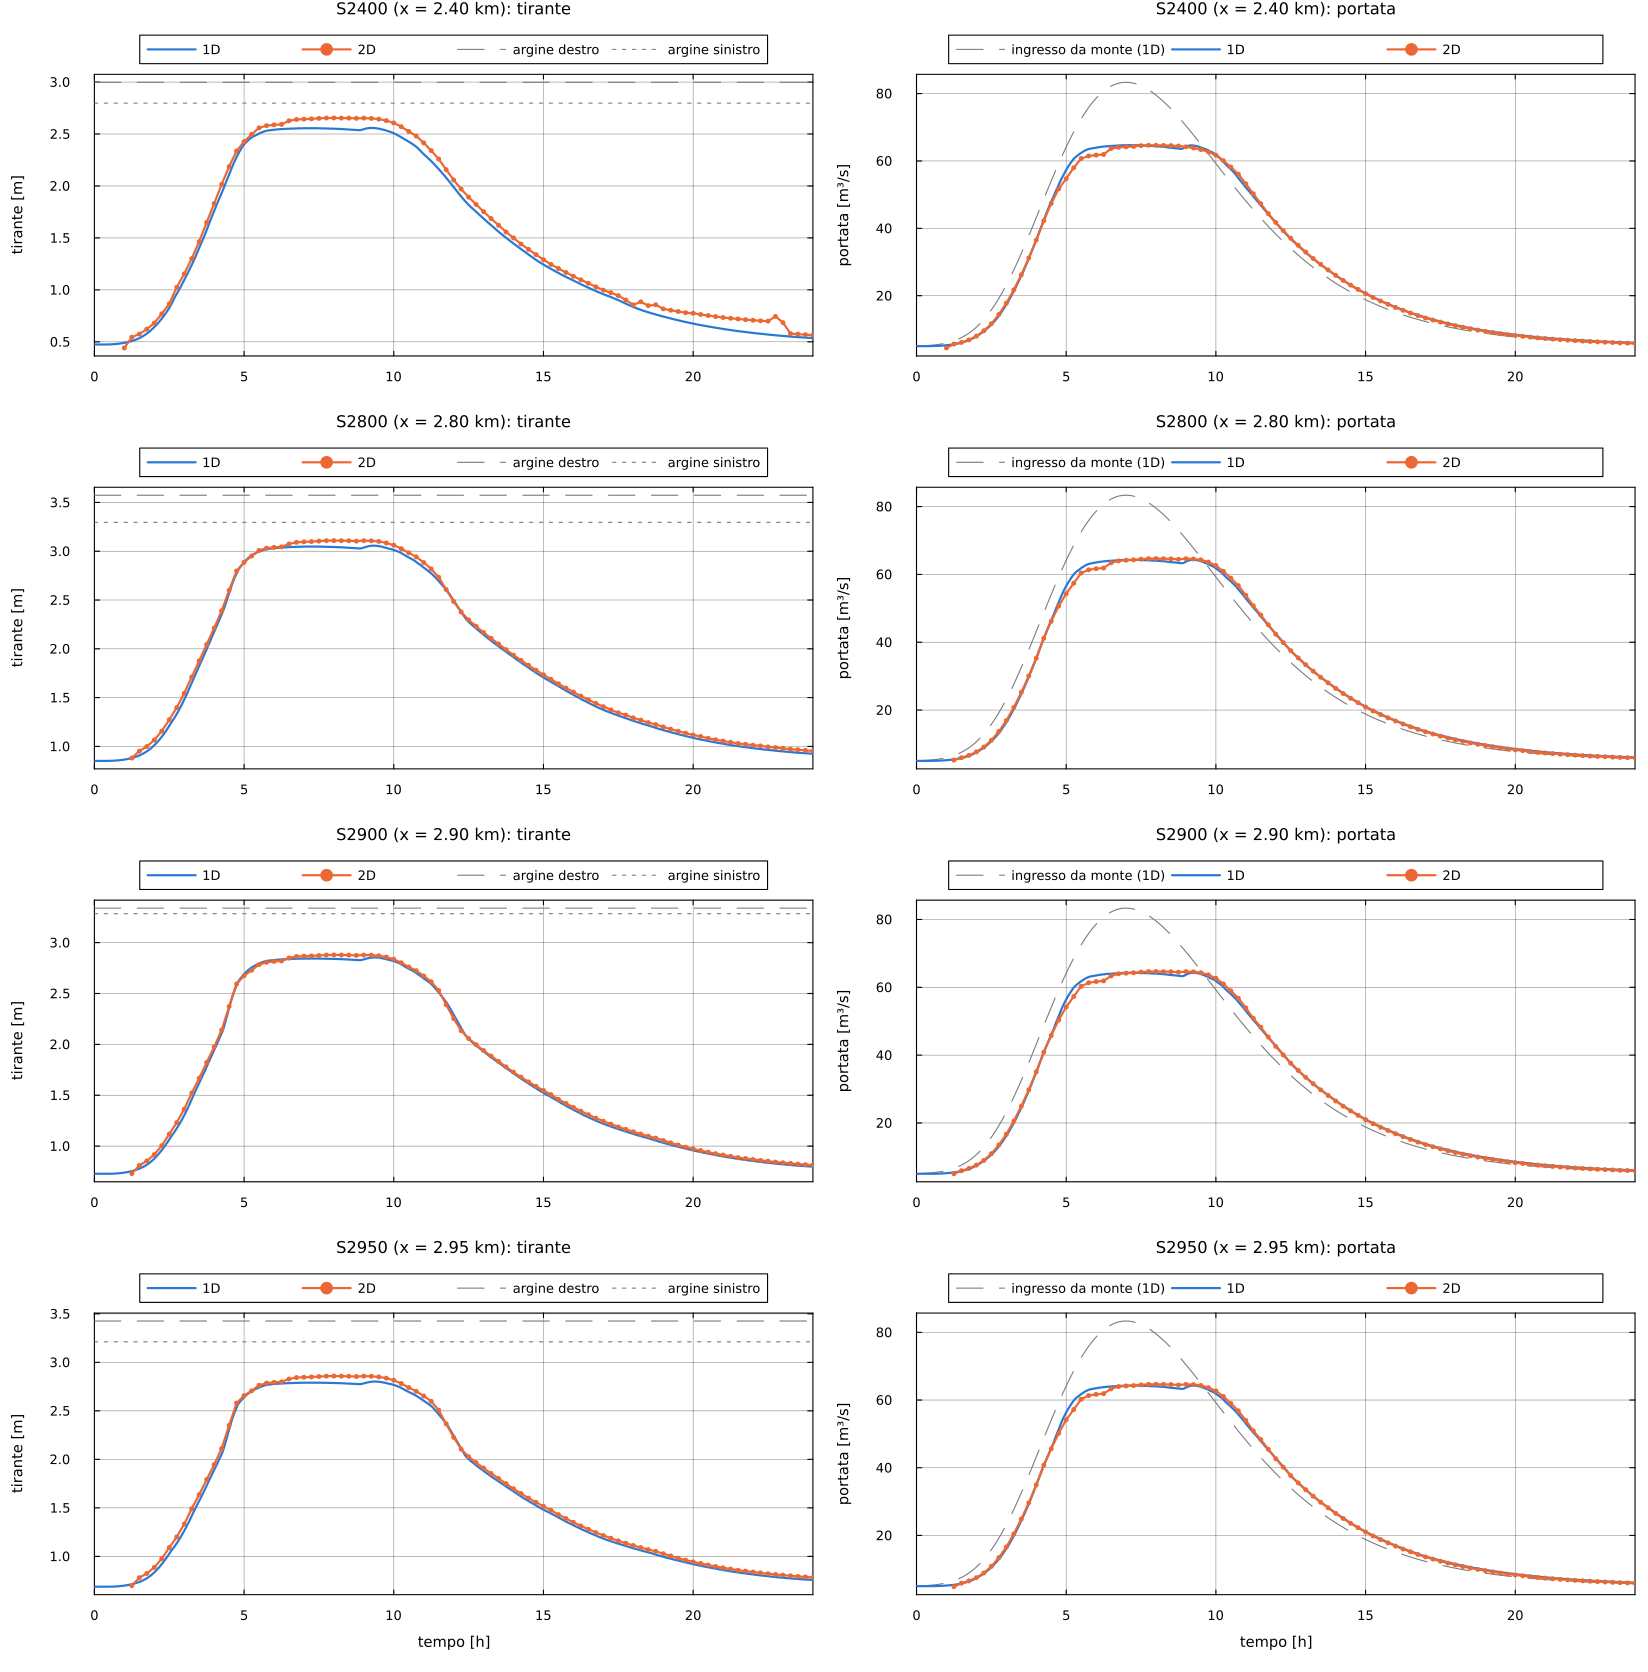 S2400 (x = 2.40 km): tirante
1D 2D argine destro argine sinistro
tirante [m]
3.0
2.5
2.0
1.5
1.0
0.5
0 5 10 15 20
S2400 (x = 2.40 km): portata
ingresso da monte (1D) 1D 2D
portata [m³/s]
80
60
40
20
0 5 10 15 20
S2800 (x = 2.80 km): tirante
1D 2D argine destro argine sinistro
tirante [m]
3.5
3.0
2.5
2.0
1.5
1.0
0 5 10 15 20
S2800 (x = 2.80 km): portata
ingresso da monte (1D) 1D 2D
portata [m³/s]
80
60
40
20
0 5 10 15 20
S2900 (x = 2.90 km): tirante
1D 2D argine destro argine sinistro
tirante [m]
3.0
2.5
2.0
1.5
1.0
0 5 10 15 20
S2900 (x = 2.90 km): portata
ingresso da monte (1D) 1D 2D
portata [m³/s]
80
60
40
20
0 5 10 15 20
S2950 (x = 2.95 km): tirante
1D 2D argine destro argine sinistro
tirante [m]
3.5
3.0
2.5
2.0
1.5
1.0
0 5 10 15 20
tempo [h]
S2950 (x = 2.95 km): portata
ingresso da monte (1D) 1D 2D
portata [m³/s]
80
60
40
20
0 5 10 15 20
tempo [h]